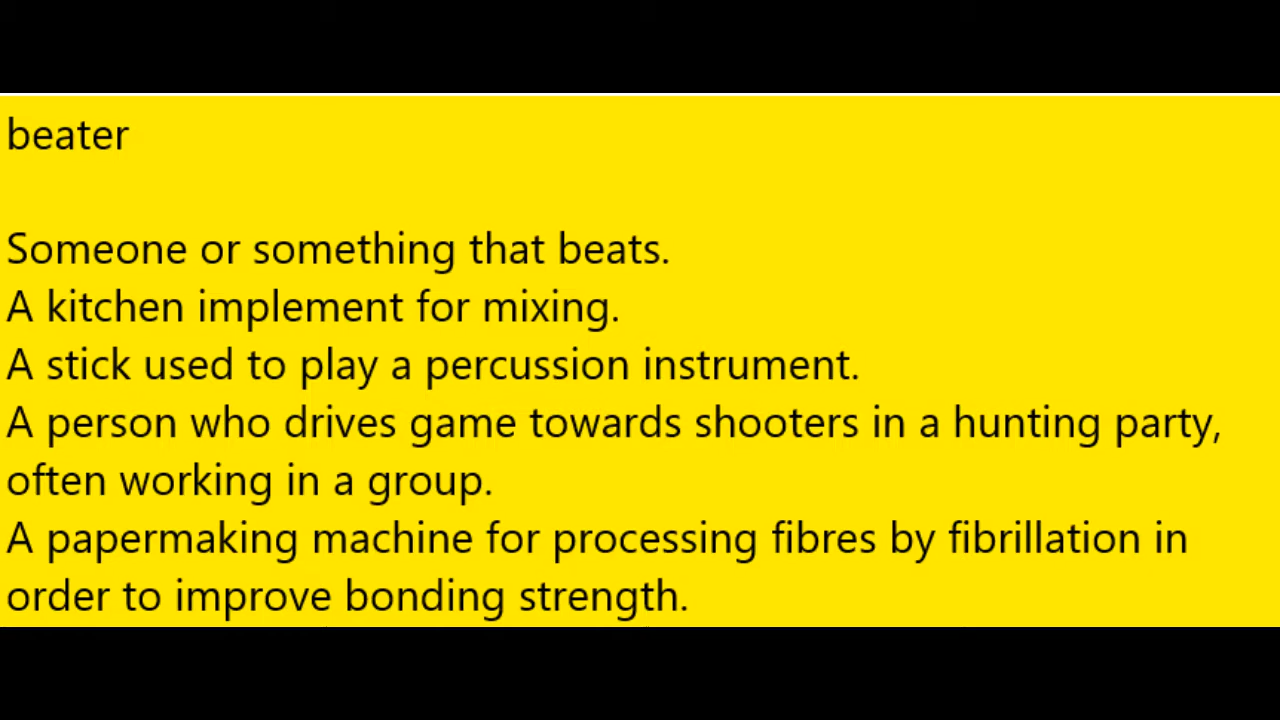 beater
Someone or something that beats.
A kitchen implement for mixing.
A stick used to play a percussion instrument.
A person who drives game towards shooters in a hunting party,
often working in a group.
A papermaking machine for processing fibres by fibrillation in
order to improve bonding strength.